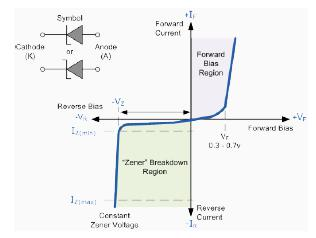 Symbol
Cathode
(K)
or
Anode
(A)
+IF
Forward
Current
Forward
Bias
Region
Reverse Bias
-VZ
-VR
+VF
Forward Bias
VF
0.3 - 0.7v
IZ(min)
"Zener" Breakdown
Region
IZ(max)
Constant
Zener Voltage
Reverse
Current
-IR